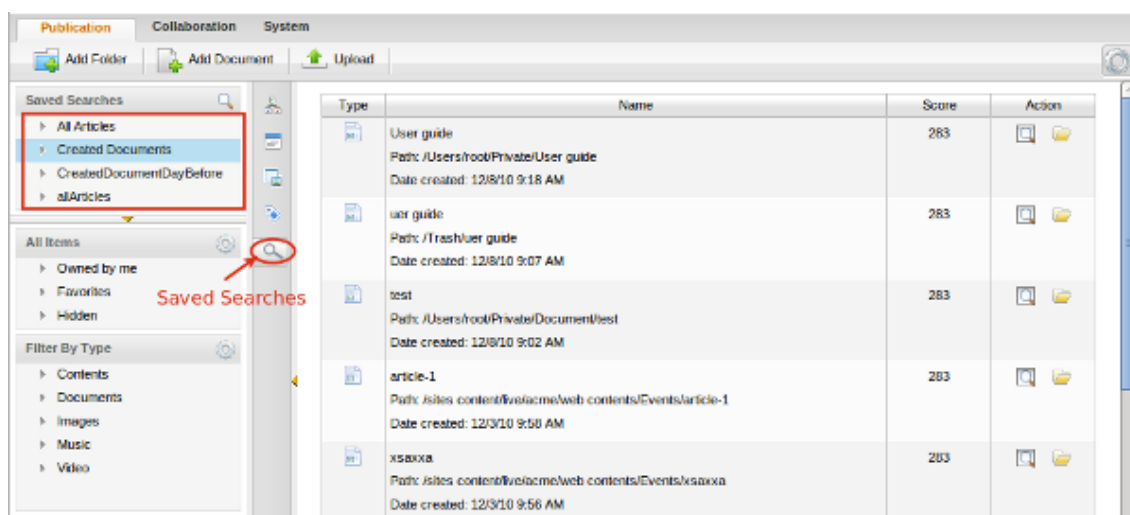 Publication Collaboration System
Add Folder Add Document Upload
Saved Searches
All Articles
Created Documents
CreatedDocumentDayBefore
allArticles
All Items
Owned by me
Favorites
Hidden
Filter By Type
Contents
Documents
Images
Music
Video
Saved Searches
Type Name Score Action
User guide 283
Path: /Users/root/Private/User guide
Date created: 12/8/10 9:18 AM
uer guide 283
Path: /Trash/uer guide
Date created: 12/8/10 9:07 AM
test 283
Path: /Users/root/Private/Document/test
Date created: 12/8/10 9:02 AM
article-1 283
Path: /sites content/live/acme/web contents/Events/article-1
Date created: 12/3/10 9:58 AM
xsaxxa 283
Path: /sites content/live/acme/web contents/Events/xsaxxa
Date created: 12/3/10 9:56 AM